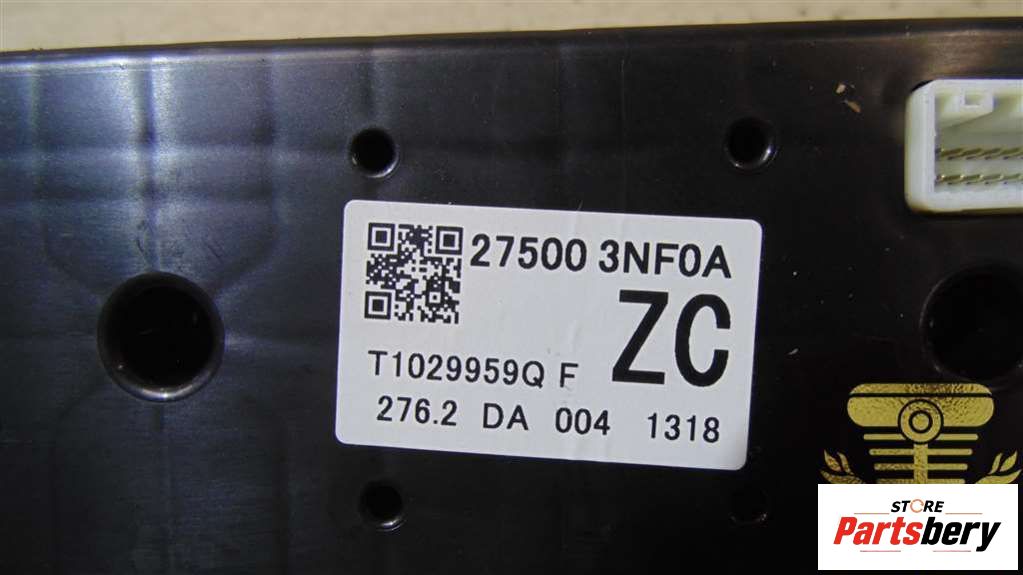 27500 3NF0A
ZC
T1029959Q F
276.2 DA 004 1318
STORE
Partsbery